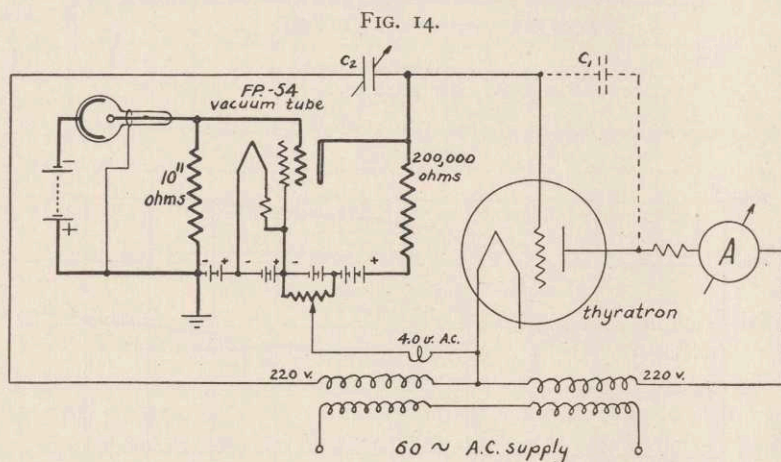 FIG. 14.
C₂
C₁
FP.-54
vacuum tube
10¹¹
ohms
200,000
ohms
−
+
- + - + - +
A
thyratron
4.0 v. A.C.
220 v.
220 v.
60 ~ A.C. supply